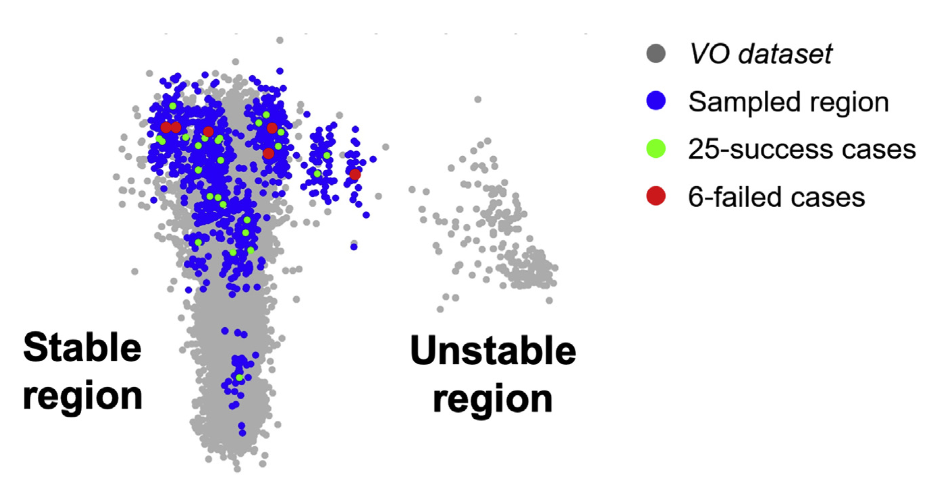 VO dataset
Sampled region
25-success cases
6-failed cases
Stable
region
Unstable
region